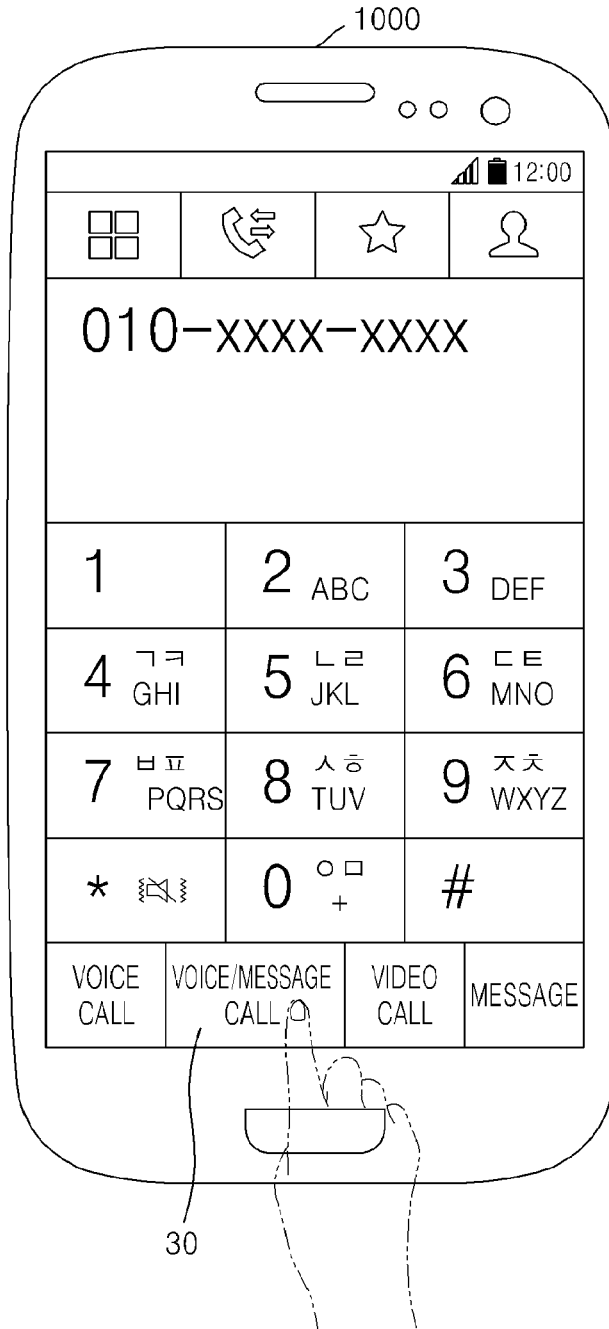 1000
12:00
010-xxxx-xxxx
1
2 ABC
3 DEF
4 ㄱㅋ
GHI
5 ㄴㄹ
JKL
6 ㄷㅌ
MNO
7 ㅂㅍ
PQRS
8 ㅅㅎ
TUV
9 ㅈㅊ
WXYZ
*
0 ㅇㅁ
+
#
VOICE
CALL
VOICE/MESSAGE
CALL
VIDEO
CALL
MESSAGE
30